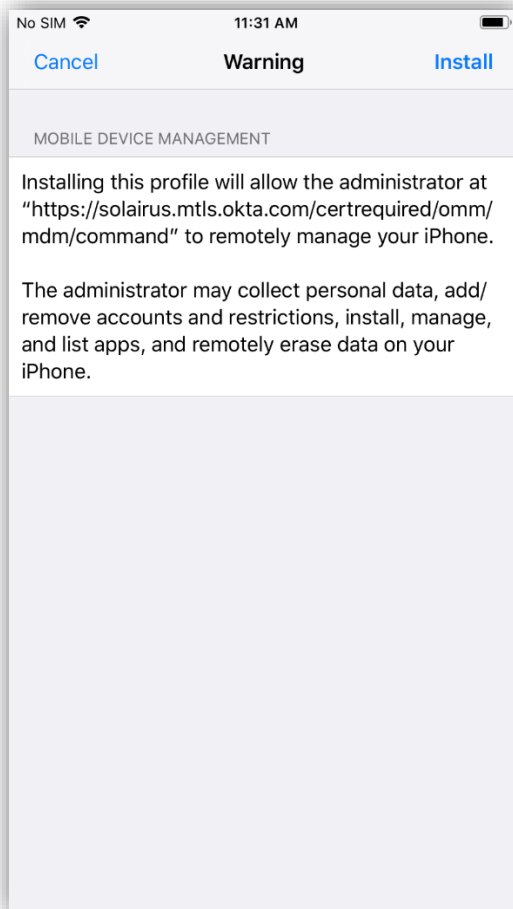 No SIM 11:31 AM
Cancel Warning Install
MOBILE DEVICE MANAGEMENT
Installing this profile will allow the administrator at
“https://solairus.mtls.okta.com/certrequired/omm/
mdm/command” to remotely manage your iPhone.
The administrator may collect personal data, add/
remove accounts and restrictions, install, manage,
and list apps, and remotely erase data on your
iPhone.